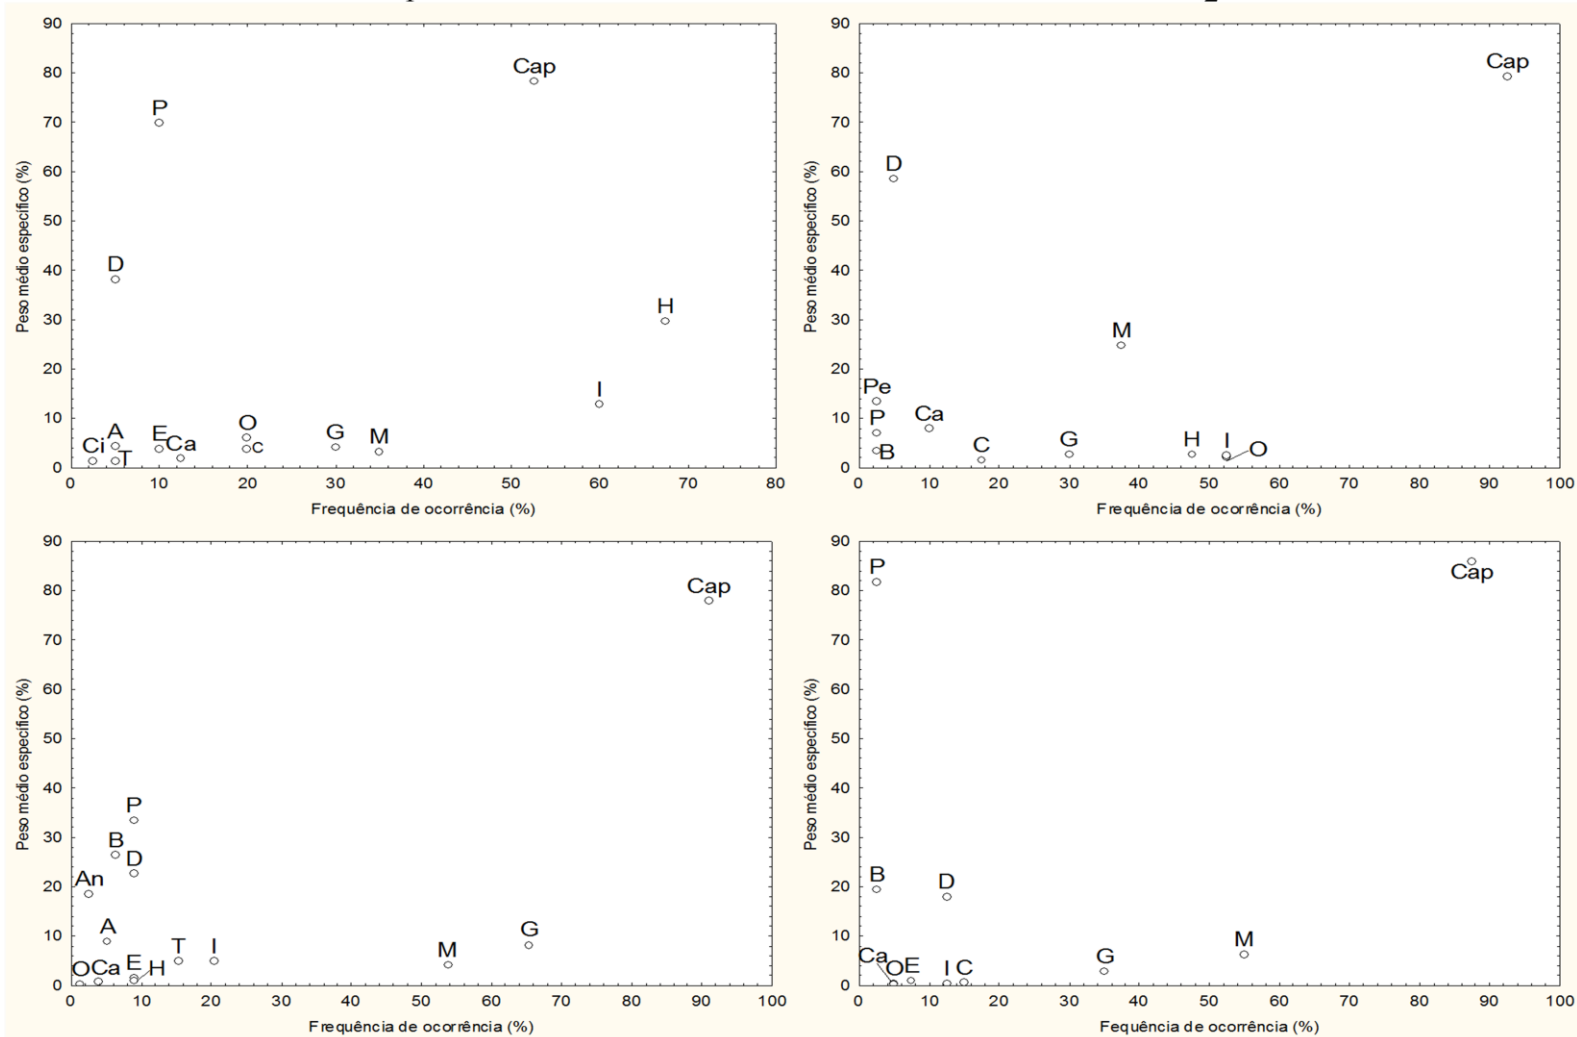 90
80
70
60
50
40
30
20
10
0
Peso médio específico (%)
Cap
P
D
H
I
O
G
M
A
E
Ca
c
Ci
T
0 10 20 30 40 50 60 70 80
Frequência de ocorrência (%)
90
80
70
60
50
40
30
20
10
0
Peso médio específico (%)
Cap
D
M
Pe
P
Ca
B
C
G
H
I
O
0 10 20 30 40 50 60 70 80 90 100
Frequência de ocorrência (%)
90
80
70
60
50
40
30
20
10
0
Peso médio específico (%)
Cap
P
B
D
An
A
G
T
I
M
O
Ca
E
H
0 10 20 30 40 50 60 70 80 90 100
Frequência de ocorrência (%)
90
80
70
60
50
40
30
20
10
0
Peso médio específico (%)
P
Cap
B
D
M
Ca
O
E
I
C
G
0 10 20 30 40 50 60 70 80 90 100
Fequência de ocorrência (%)